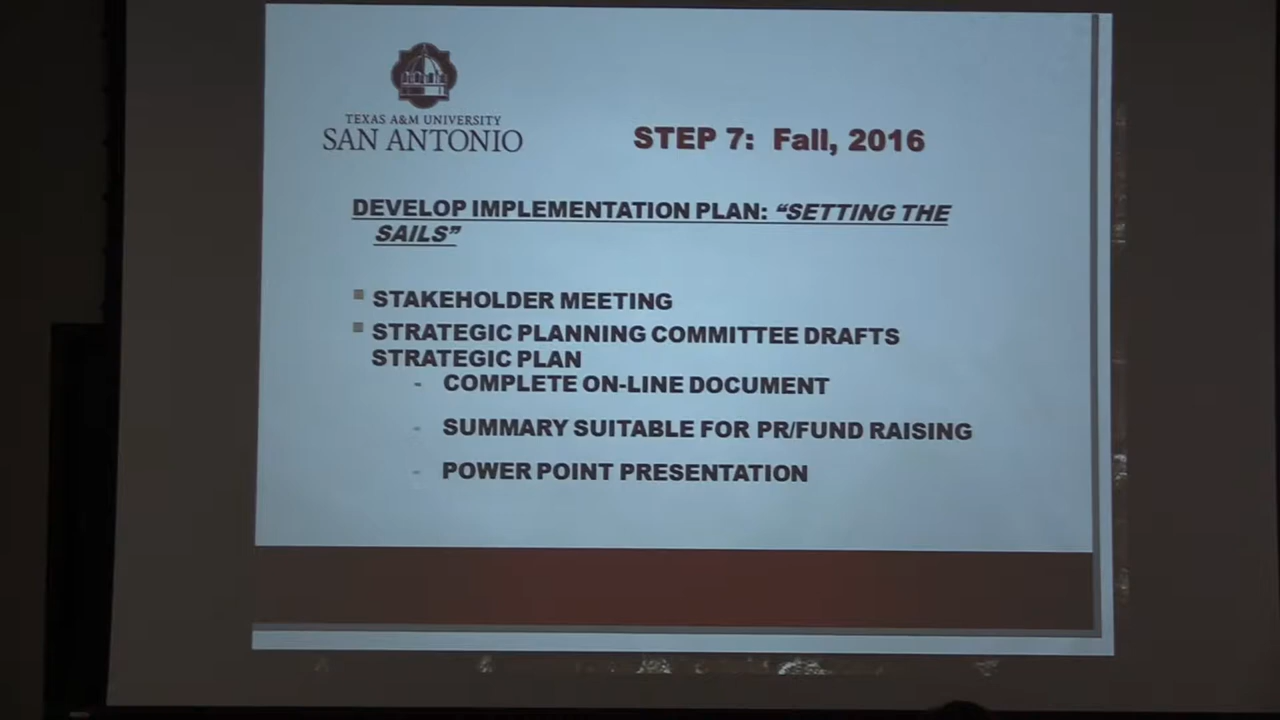 TEXAS A&M UNIVERSITY
SAN ANTONIO
STEP 7: Fall, 2016
DEVELOP IMPLEMENTATION PLAN: “SETTING THE
SAILS”
STAKEHOLDER MEETING
STRATEGIC PLANNING COMMITTEE DRAFTS
STRATEGIC PLAN
- COMPLETE ON-LINE DOCUMENT
- SUMMARY SUITABLE FOR PR/FUND RAISING
- POWER POINT PRESENTATION